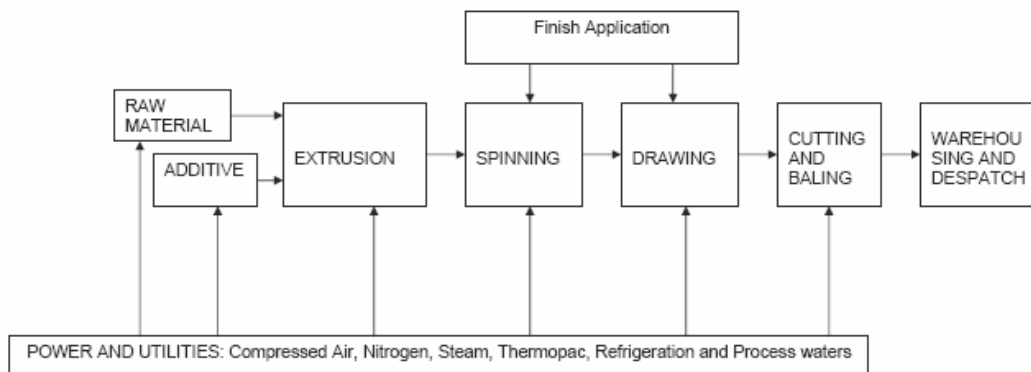 Finish Application
RAW
MATERIAL
ADDITIVE
EXTRUSION
SPINNING
DRAWING
CUTTING
AND
BALING
WAREHOU
SING AND
DESPATCH
POWER AND UTILITIES: Compressed Air, Nitrogen, Steam, Thermopac, Refrigeration and Process waters